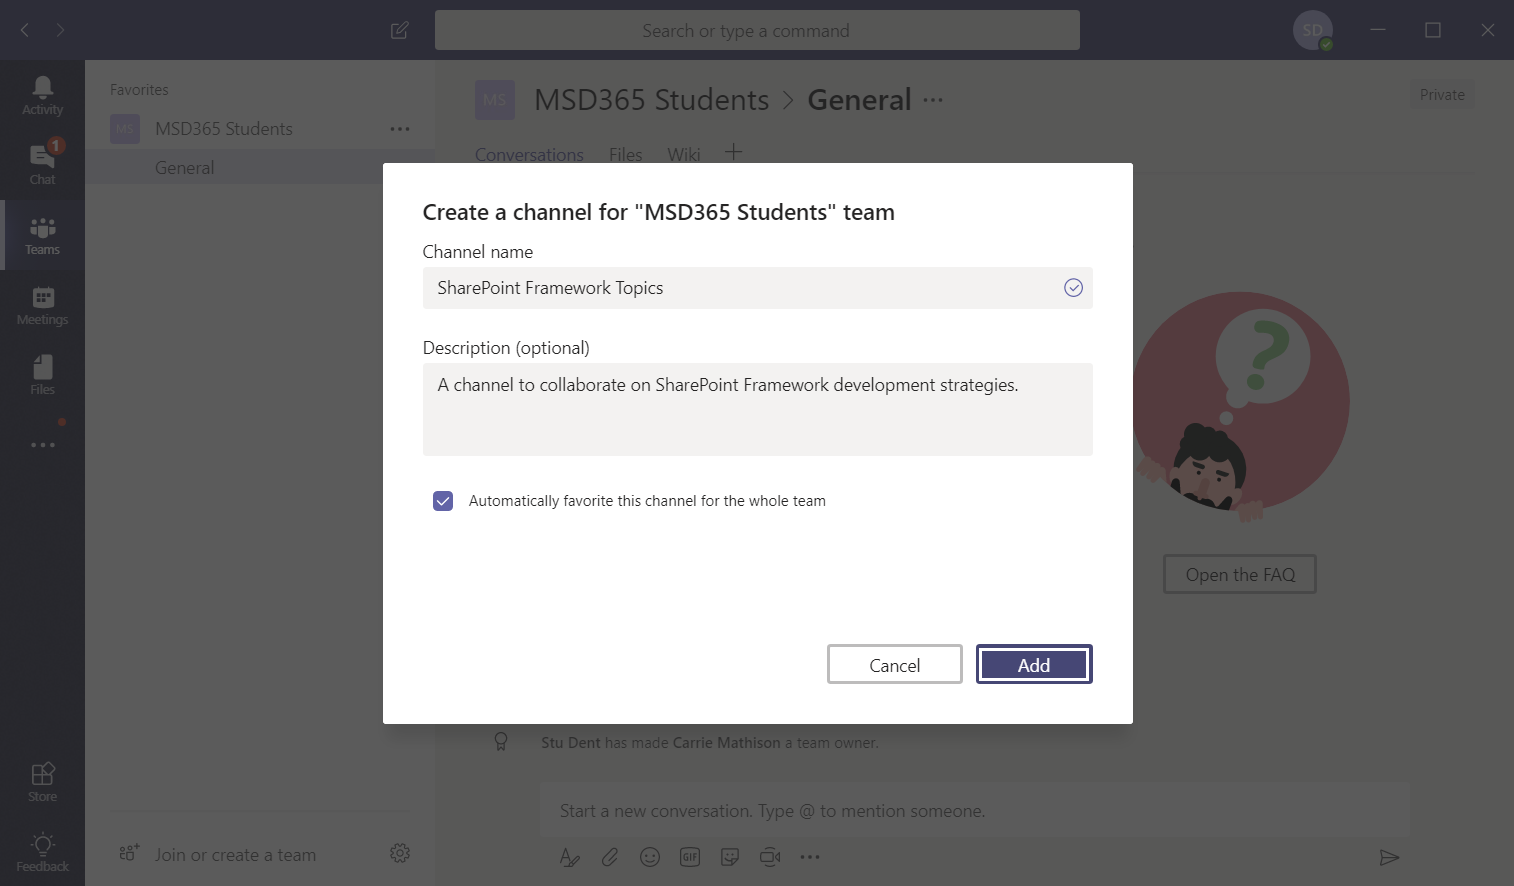 Search or type a command
SD
Activity
1
Chat
Teams
Meetings
Files
Store
Feedback
Favorites
MS
MSD365 Students
General
Join or create a team
MS
MSD365 Students > General
Private
Conversations
Files
Wiki
Create a channel for "MSD365 Students" team
Channel name
SharePoint Framework Topics
Description (optional)
A channel to collaborate on SharePoint Framework development strategies.
Automatically favorite this channel for the whole team
Cancel
Add
?
Open the FAQ
Stu Dent has made Carrie Mathison a team owner.
Start a new conversation. Type @ to mention someone.
GIF